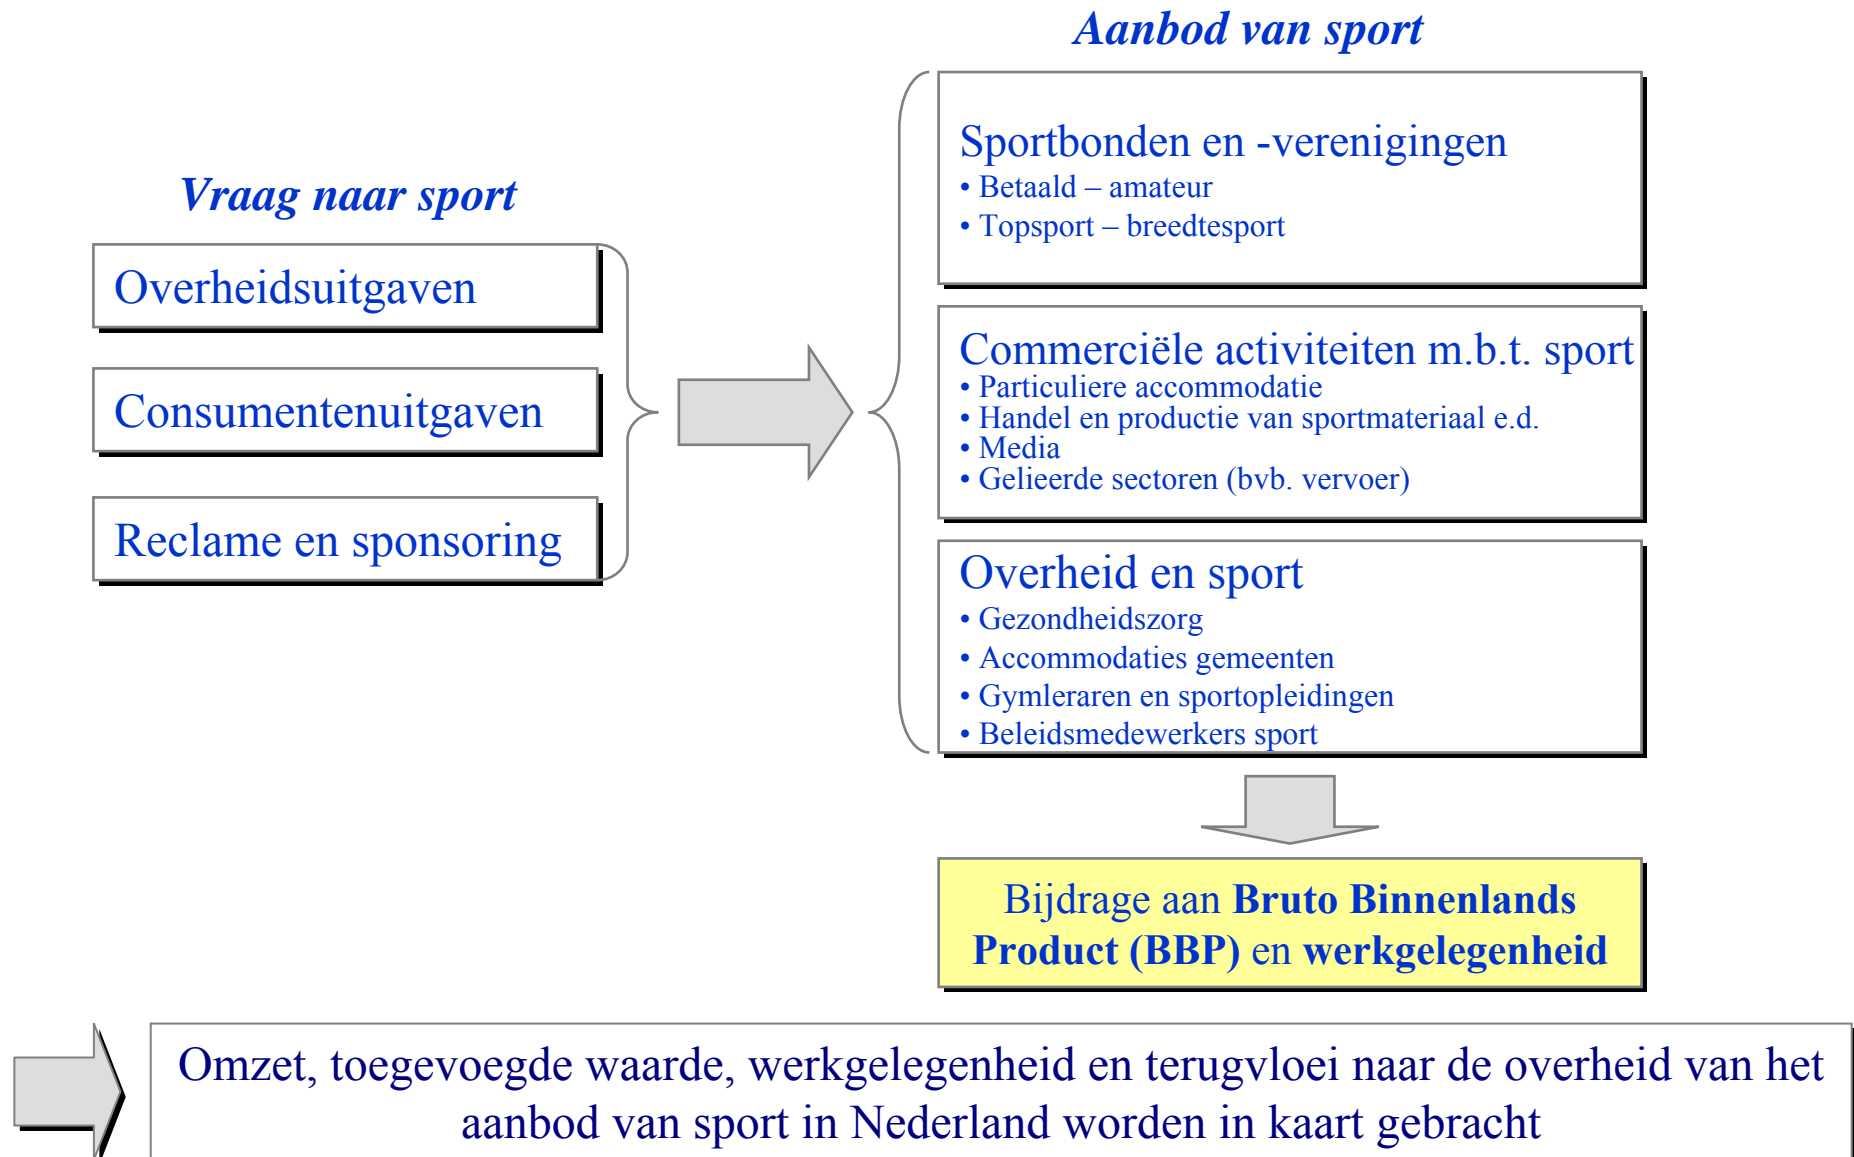 Vraag naar sport
Overheidsuitgaven
Consumentenuitgaven
Reclame en sponsoring
Aanbod van sport
Sportbonden en -verenigingen
• Betaald – amateur
• Topsport – breedtesport
Commerciële activiteiten m.b.t. sport
• Particuliere accommodatie
• Handel en productie van sportmateriaal e.d.
• Media
• Gelieerde sectoren (bvb. vervoer)
Overheid en sport
• Gezondheidszorg
• Accommodaties gemeenten
• Gymleraren en sportopleidingen
• Beleidsmedewerkers sport
Bijdrage aan Bruto Binnenlands
Product (BBP) en werkgelegenheid
Omzet, toegevoegde waarde, werkgelegenheid en terugvloei naar de overheid van het
aanbod van sport in Nederland worden in kaart gebracht